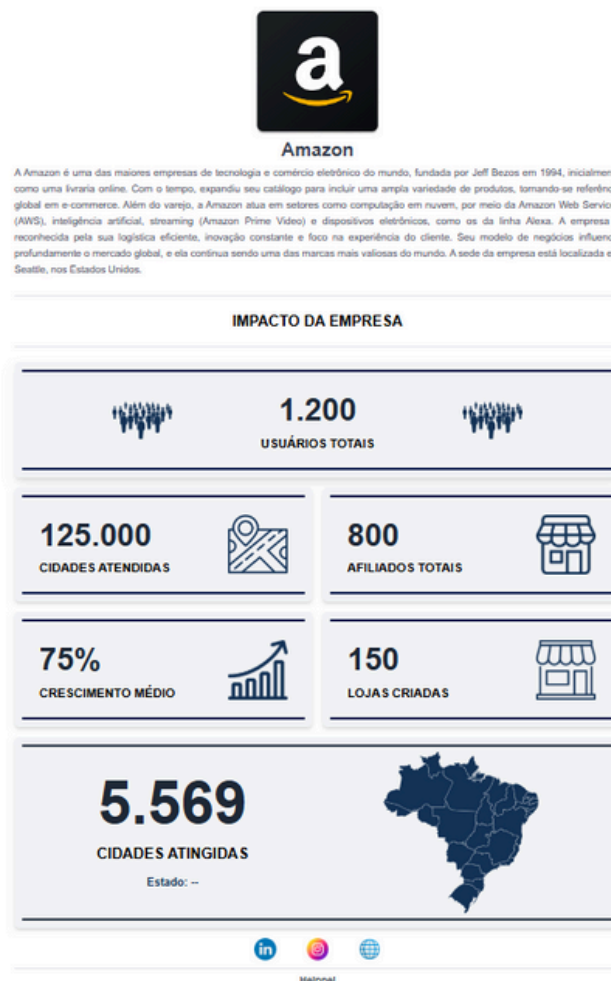 a
Amazon
A Amazon é uma das maiores empresas de tecnologia e comércio eletrônico do mundo, fundada por Jeff Bezos em 1994, inicialmen
como uma livraria online. Com o tempo, expandiu seu catálogo para incluir uma ampla variedade de produtos, tornando-se referênc
global em e-commerce. Além do varejo, a Amazon atua em setores como computação em nuvem, por meio da Amazon Web Servic
(AWS), inteligência artificial, streaming (Amazon Prime Video) e dispositivos eletrônicos, como os da linha Alexa. A empresa
reconhecida pela sua logística eficiente, inovação constante e foco na experiência do cliente. Seu modelo de negócios influenc
profundamente o mercado global, e ela continua sendo uma das marcas mais valiosas do mundo. A sede da empresa está localizada e
Seattle, nos Estados Unidos.
IMPACTO DA EMPRESA
1.200
USUÁRIOS TOTAIS
125.000
CIDADES ATENDIDAS
800
AFILIADOS TOTAIS
75%
CRESCIMENTO MÉDIO
150
LOJAS CRIADAS
5.569
CIDADES ATINGIDAS
Estado: --
in